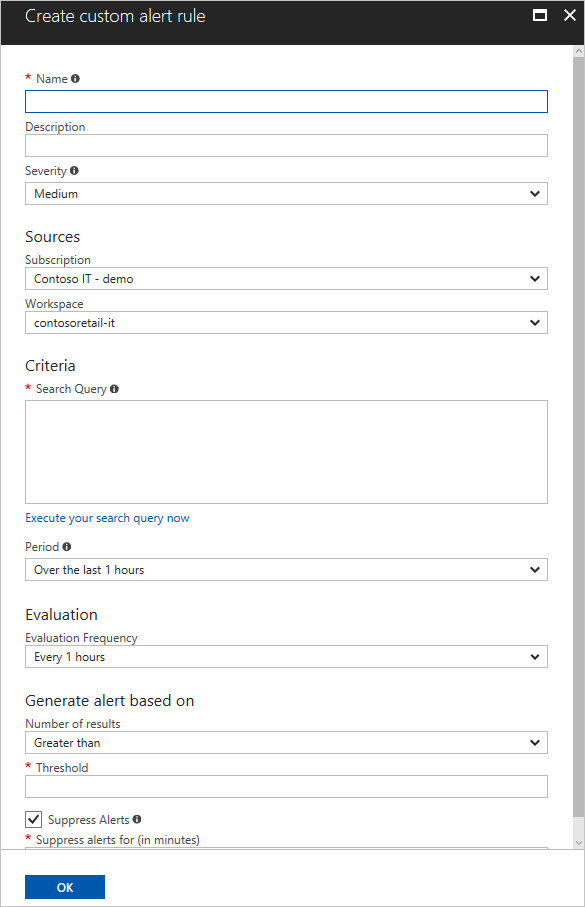 Create custom alert rule
* Name
Description
Severity
Medium
Sources
Subscription
Contoso IT - demo
Workspace
contosoretail-it
Criteria
* Search Query
Execute your search query now
Period
Over the last 1 hours
Evaluation
Evaluation Frequency
Every 1 hours
Generate alert based on
Number of results
Greater than
* Threshold
Suppress Alerts
* Suppress alerts for (in minutes)
OK